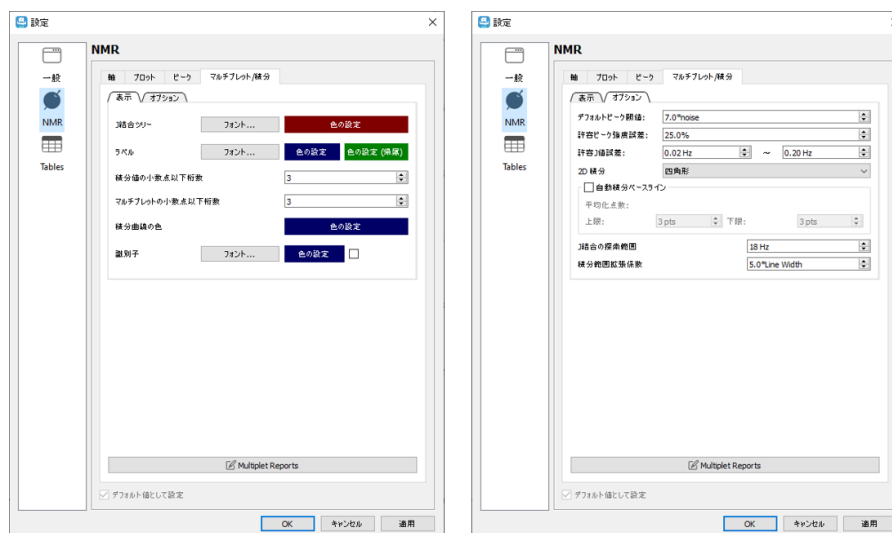 設定
NMR
一般
NMR
Tables
軸 プロット ピーク マルチプレット/積分
表示 オプション
J結合ツリー フォント... 色の設定
ラベル フォント... 色の設定 色の設定 (帰属)
積分値の小数点以下桁数 3
マルチプレットの小数点以下桁数 3
積分曲線の色 色の設定
識別子 フォント... 色の設定
Multiplet Reports
デフォルト値として設定
OK キャンセル 適用
設定
NMR
一般
NMR
Tables
軸 プロット ピーク マルチプレット/積分
表示 オプション
デフォルトピーク閾値: 7.0*noise
許容ピーク強度誤差: 25.0%
許容J値誤差: 0.02 Hz ~ 0.20 Hz
2D 積分 四角形
自動積分ベースライン
平均化点数:
上限: 3 pts 下限: 3 pts
J結合の探索範囲 18 Hz
積分範囲拡張係数 5.0*Line Width
Multiplet Reports
デフォルト値として設定
OK キャンセル 適用